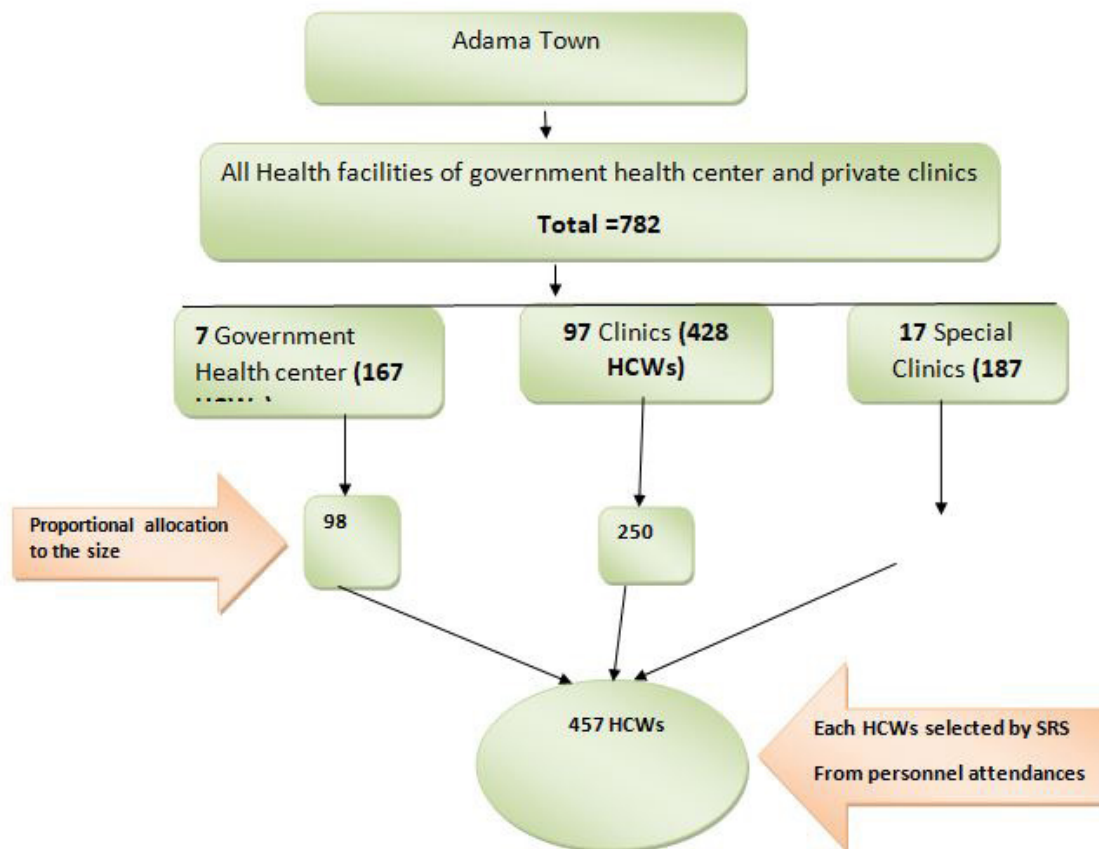 Adama Town
All Health facilities of government health center and private clinics
Total =782
7 Government
Health center (167
97 Clinics (428
HCWs)
17 Special
Clinics (187
Proportional allocation
to the size
98
250
457 HCWs
Each HCWs selected by SRS
From personnel attendances